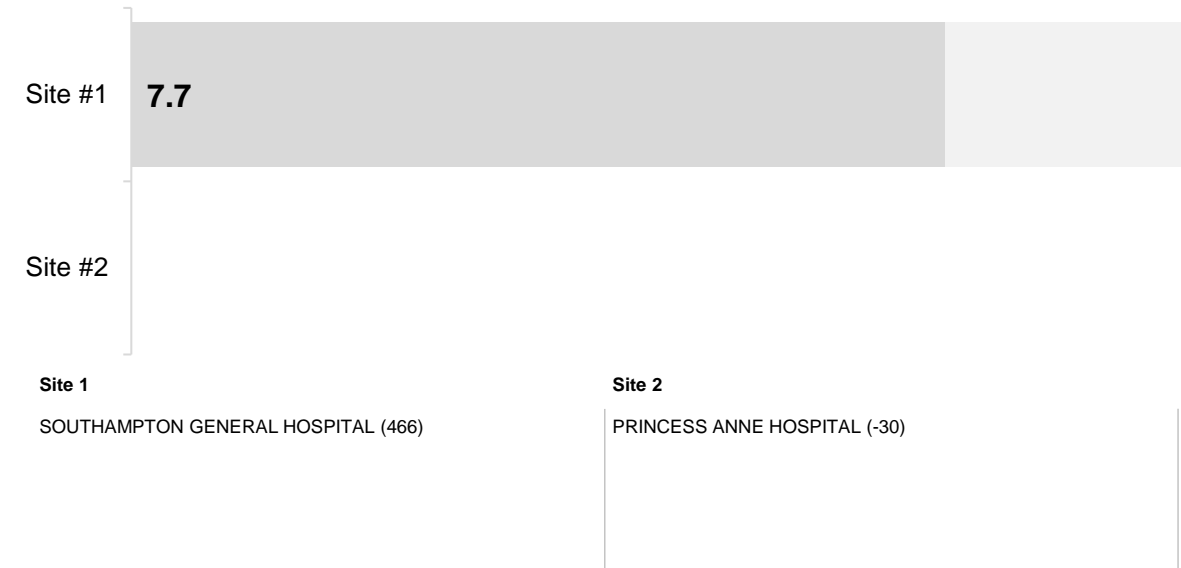 Site #1
7.7
Site #2
Site 1
Site 2
SOUTHAMPTON GENERAL HOSPITAL (466)
PRINCESS ANNE HOSPITAL (-30)